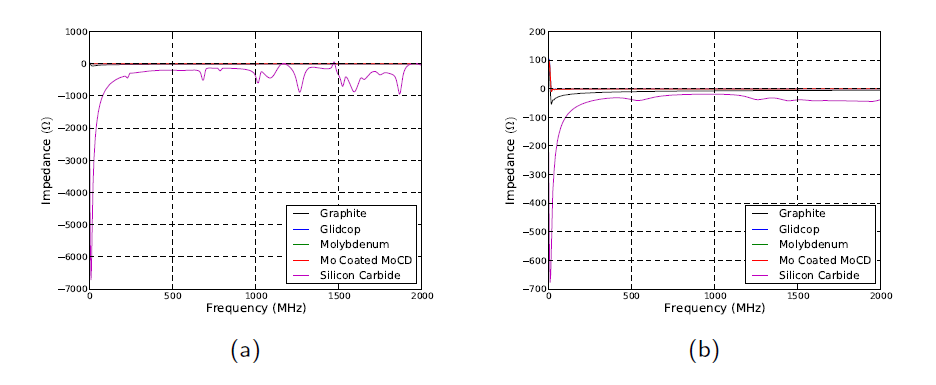 1000
0
−1000
−2000
−3000
−4000
−5000
−6000
−7000
Impedance (Ω)
Graphite
Glidcop
Molybdenum
Mo Coated MoCD
Silicon Carbide
0 500 1000 1500 2000
Frequency (MHz)
(a)
200
100
0
−100
−200
−300
−400
−500
−600
−700
Impedance (Ω)
Graphite
Glidcop
Molybdenum
Mo Coated MoCD
Silicon Carbide
0 500 1000 1500 2000
Frequency (MHz)
(b)